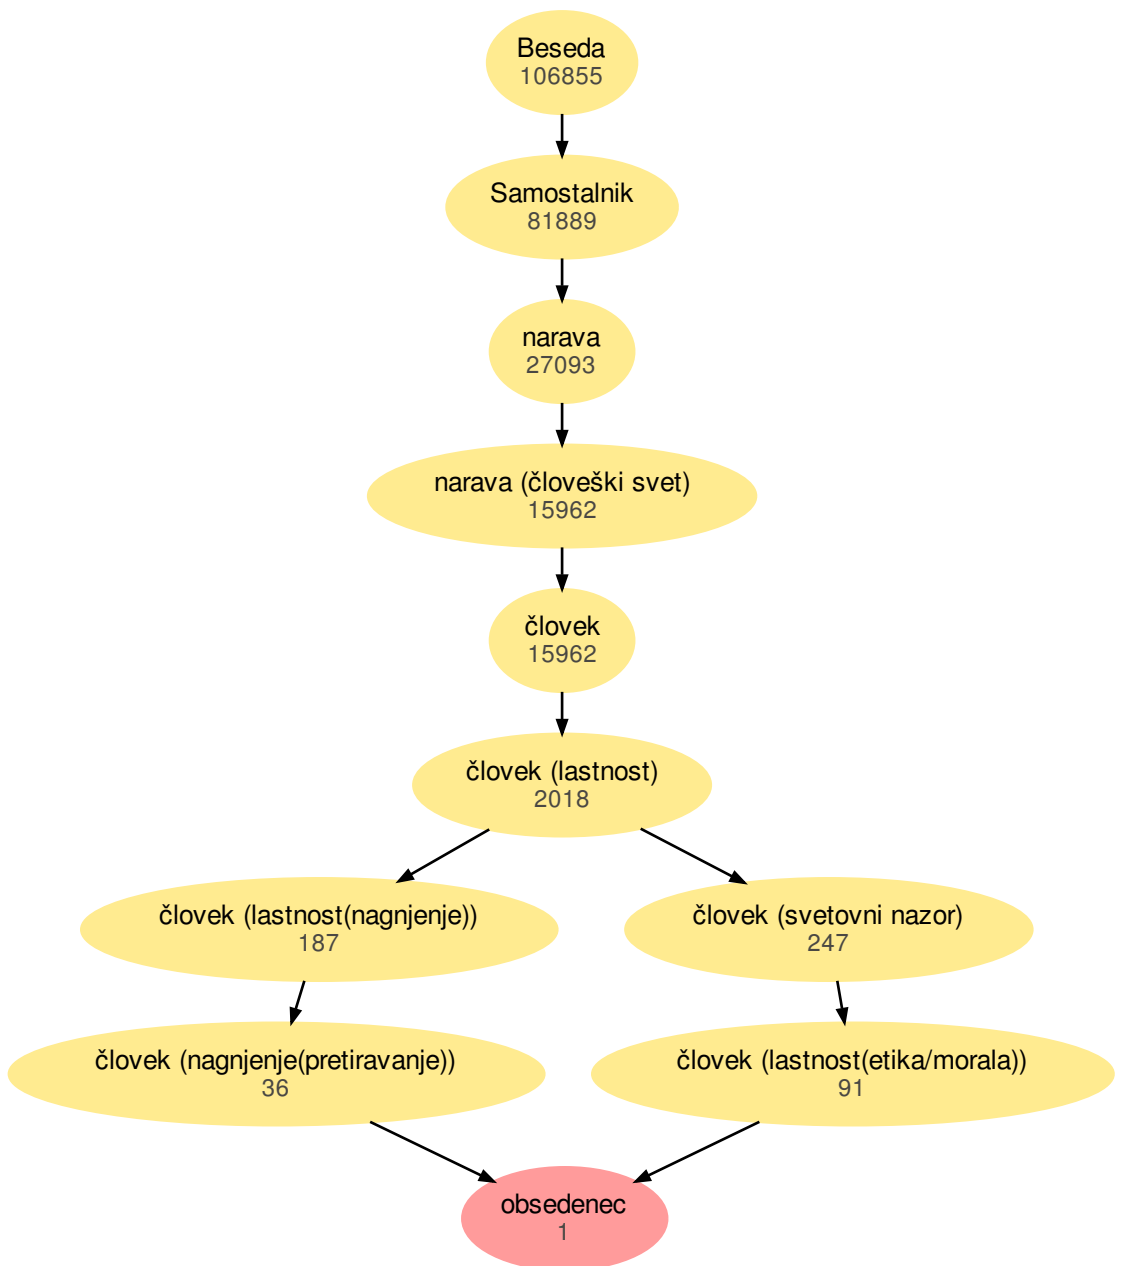 Beseda
106855
Samostalnik
81889
narava
27093
narava (človeški svet)
15962
človek
15962
človek (lastnost)
2018
človek (lastnost(nagnjenje))
187
človek (svetovni nazor)
247
človek (nagnjenje(pretiravanje))
36
človek (lastnost(etika/morala))
91
obsedenec
1